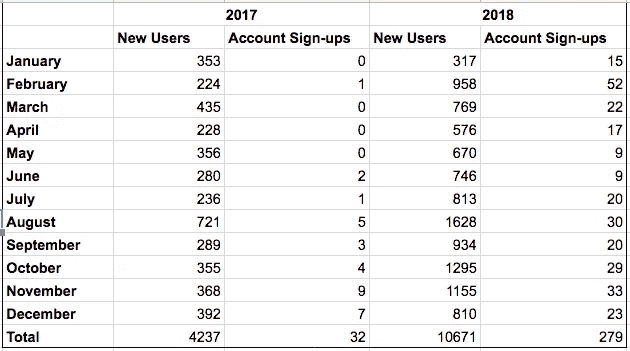 2017 2018
New Users Account Sign-ups New Users Account Sign-ups
January 353 0 317 15
February 224 1 958 52
March 435 0 769 22
April 228 0 576 17
May 356 0 670 9
June 280 2 746 9
July 236 1 813 20
August 721 5 1628 30
September 289 3 934 20
October 355 4 1295 29
November 368 9 1155 33
December 392 7 810 23
Total 4237 32 10671 279